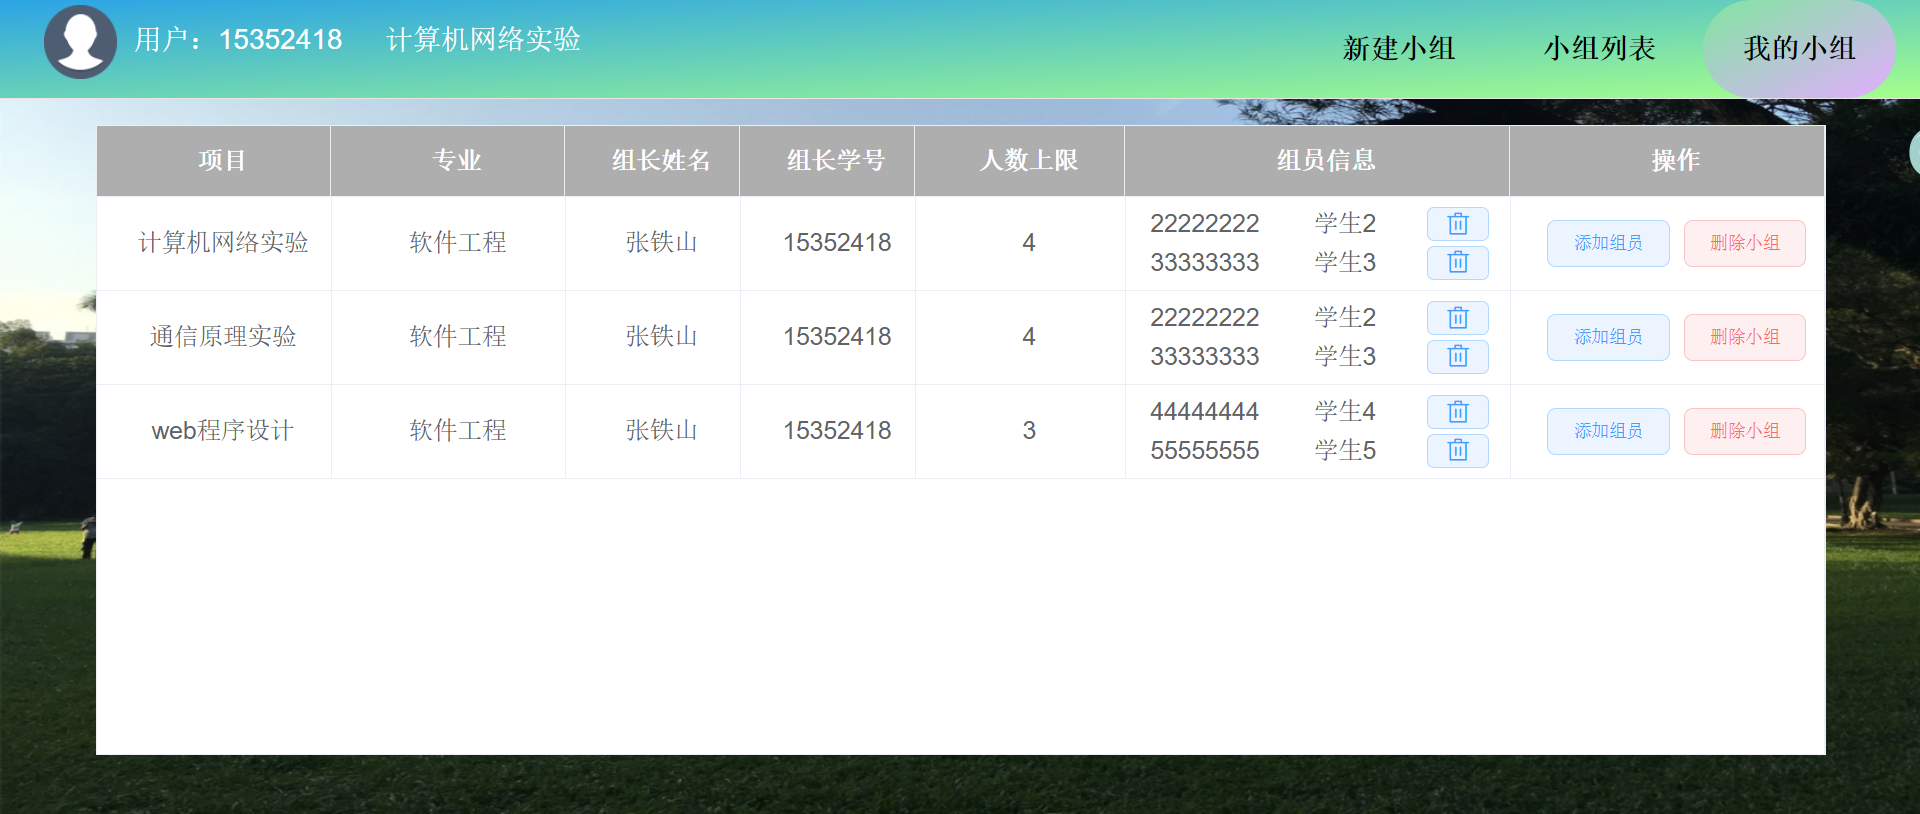 用户：15352418 计算机网络实验
新建小组 小组列表 我的小组
项目 专业 组长姓名 组长学号 人数上限 组员信息 操作
计算机网络实验 软件工程 张铁山 15352418 4 22222222 学生2 添加组员 删除小组
33333333 学生3
通信原理实验 软件工程 张铁山 15352418 4 22222222 学生2 添加组员 删除小组
33333333 学生3
web程序设计 软件工程 张铁山 15352418 3 44444444 学生4 添加组员 删除小组
55555555 学生5